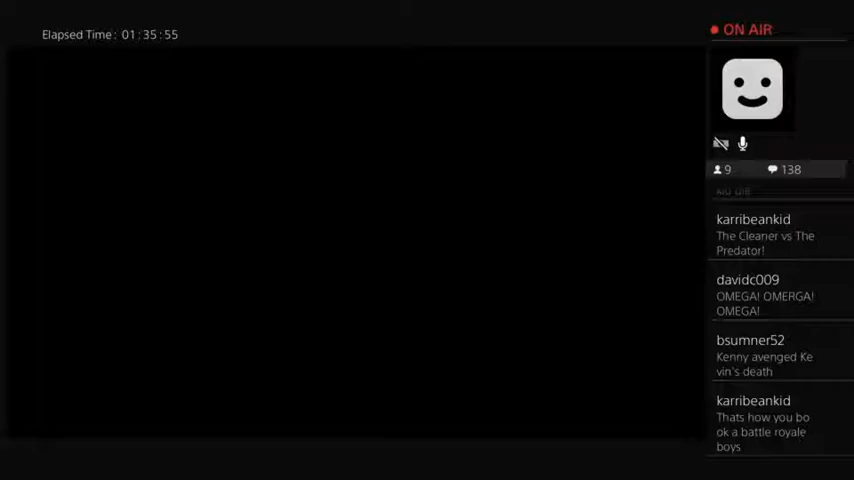 Elapsed Time: 01:35:55
ON AIR
9 138
karribeankid
The Cleaner vs The
Predator!
davidc009
OMEGA! OMERGA!
OMEGA!
bsumner52
Kenny avenged Ke
vin's death
karribeankid
Thats how you bo
ok a battle royale
boys